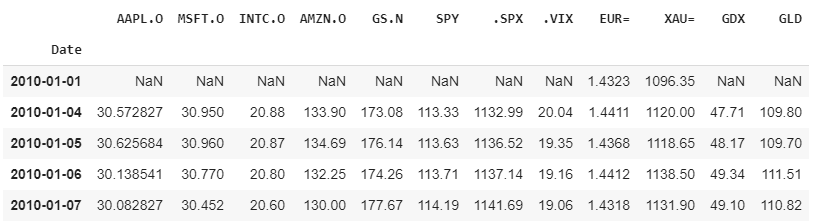 AAPL.O MSFT.O INTC.O AMZN.O GS.N SPY .SPX .VIX EUR= XAU= GDX GLD
Date
2010-01-01 NaN NaN NaN NaN NaN NaN NaN NaN 1.4323 1096.35 NaN NaN
2010-01-04 30.572827 30.950 20.88 133.90 173.08 113.33 1132.99 20.04 1.4411 1120.00 47.71 109.80
2010-01-05 30.625684 30.960 20.87 134.69 176.14 113.63 1136.52 19.35 1.4368 1118.65 48.17 109.70
2010-01-06 30.138541 30.770 20.80 132.25 174.26 113.71 1137.14 19.16 1.4412 1138.50 49.34 111.51
2010-01-07 30.082827 30.452 20.60 130.00 177.67 114.19 1141.69 19.06 1.4318 1131.90 49.10 110.82